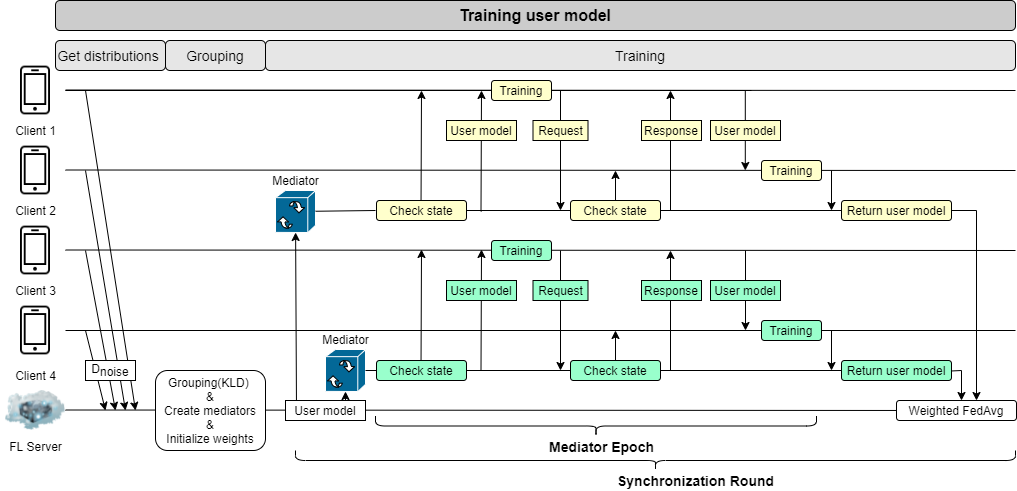 Training user model
Get distributions
Grouping
Training
Client 1
Training
User model
Request
Response
User model
Client 2
Training
Mediator
Check state
Check state
Return user model
Client 3
Training
User model
Request
Response
User model
Client 4
Training
Mediator
Check state
Check state
Return user model
Dnoise
Grouping(KLD)
&
Create mediators
&
Initialize weights
FL Server
User model
Weighted FedAvg
Mediator Epoch
Synchronization Round